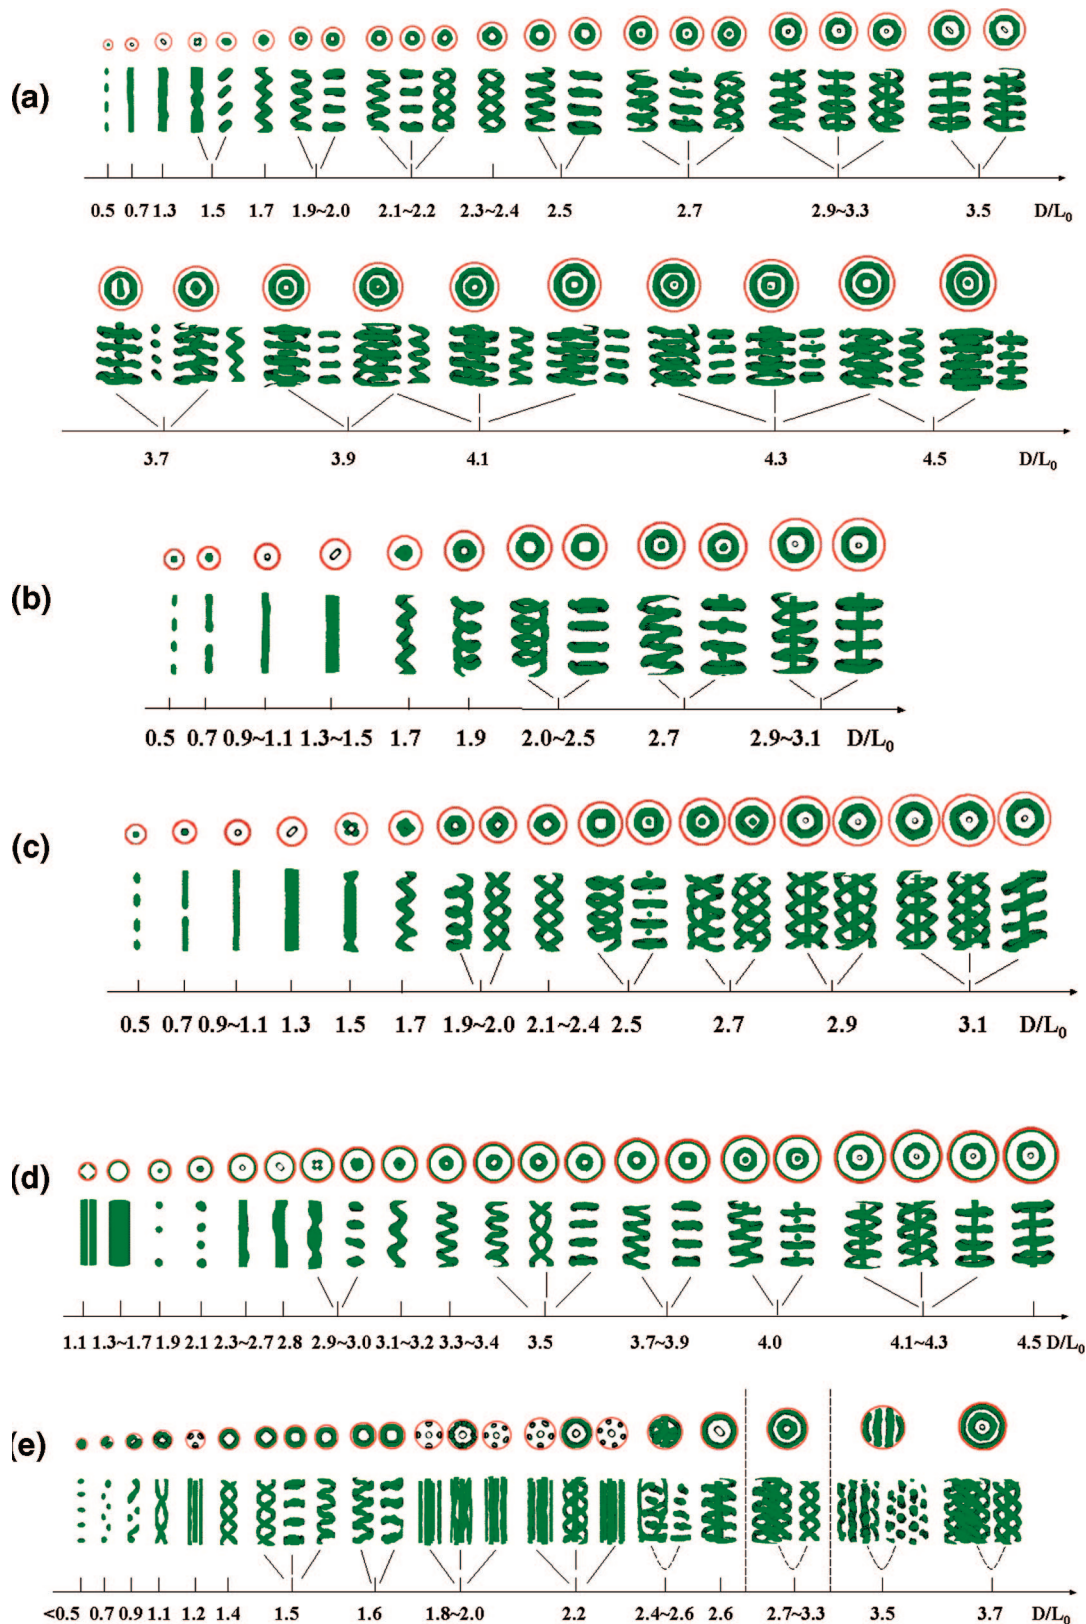 (a)
0.5 0.7 1.3 1.5 1.7 1.9~2.0 2.1~2.2 2.3~2.4 2.5 2.7 2.9~3.3 3.5 D/L0
3.7 3.9 4.1 4.3 4.5 D/L0
(b)
0.5 0.7 0.9~1.1 1.3~1.5 1.7 1.9 2.0~2.5 2.7 2.9~3.1 D/L0
(c)
0.5 0.7 0.9~1.1 1.3 1.5 1.7 1.9~2.0 2.1~2.4 2.5 2.7 2.9 3.1 D/L0
(d)
1.1 1.3~1.7 1.9 2.1 2.3~2.7 2.8 2.9~3.0 3.1~3.2 3.3~3.4 3.5 3.7~3.9 4.0 4.1~4.3 4.5 D/L0
(e)
<0.5 0.7 0.9 1.1 1.2 1.4 1.5 1.6 1.8~2.0 2.2 2.4~2.6 2.6 2.7~3.3 3.5 3.7 D/L0